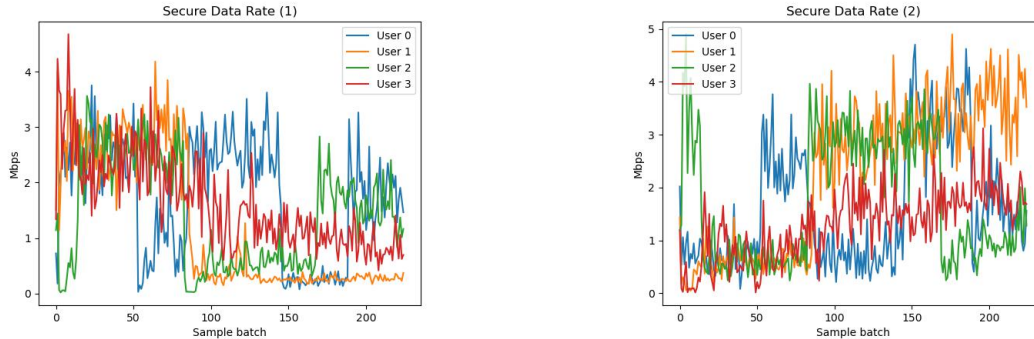 Secure Data Rate (1)
User 0
User 1
User 2
User 3
4
3
2
1
0
Mbps
0
50
100
150
200
Sample batch
Secure Data Rate (2)
User 0
User 1
User 2
User 3
5
4
3
2
1
0
Mbps
0
50
100
150
200
Sample batch